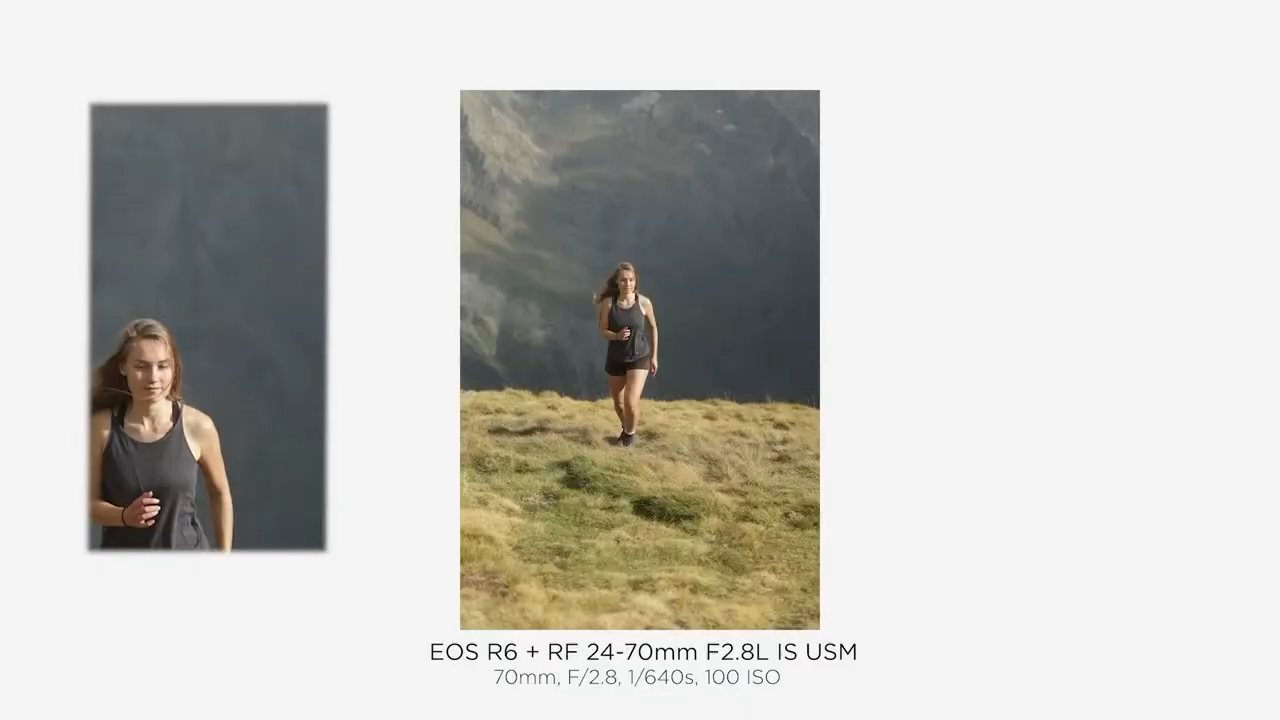 EOS R6 + RF 24-70mm F2.8L IS USM
70mm, F/2.8, 1/640s, 100 ISO